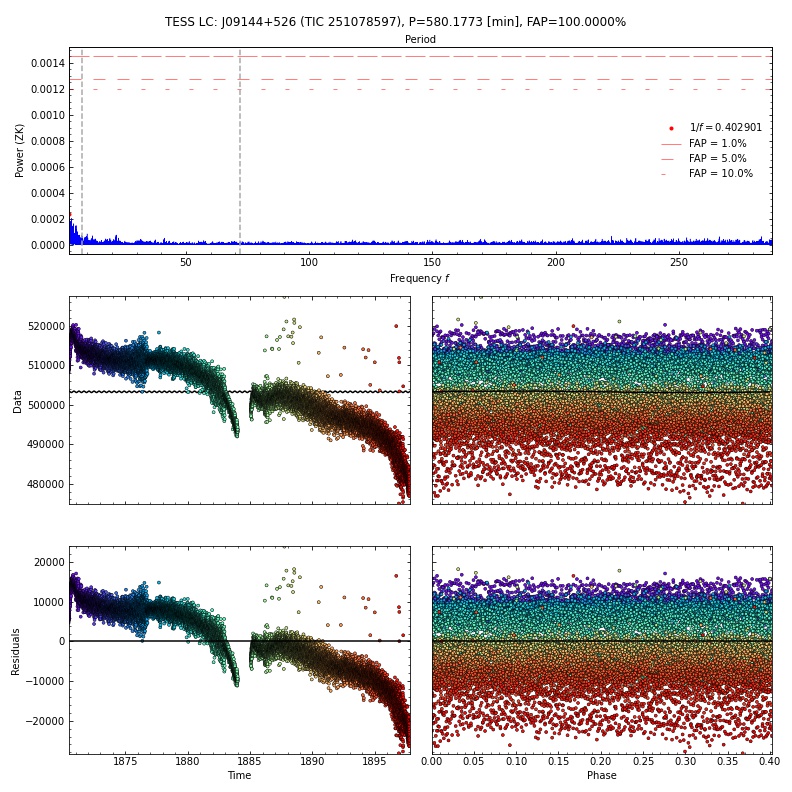 TESS LC: J09144+526 (TIC 251078597), P=580.1773 [min], FAP=100.0000%
Period
Power (ZK)
0.0014
0.0012
0.0010
0.0008
0.0006
0.0004
0.0002
0.0000
1/f = 0.402901
FAP = 1.0%
FAP = 5.0%
FAP = 10.0%
50 100 150 200 250
Frequency f
Data
520000
510000
500000
490000
480000
Residuals
20000
10000
0
−10000
−20000
1875 1880 1885 1890 1895
Time
0.00 0.05 0.10 0.15 0.20 0.25 0.30 0.35 0.40
Phase